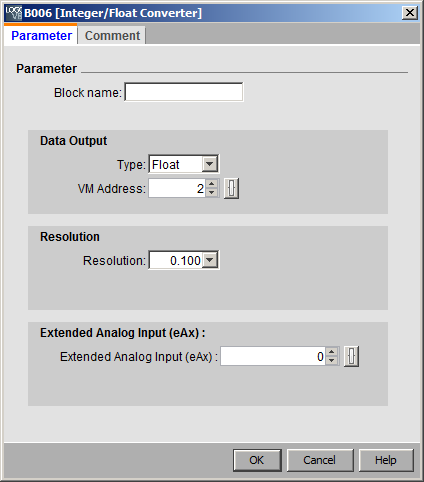 B006 [Integer/Float Converter]
Parameter Comment
Parameter
Block name:
Data Output
Type: Float
VM Address: 2
Resolution
Resolution: 0.100
Extended Analog Input (eAx) :
Extended Analog Input (eAx) : 0
OK Cancel Help